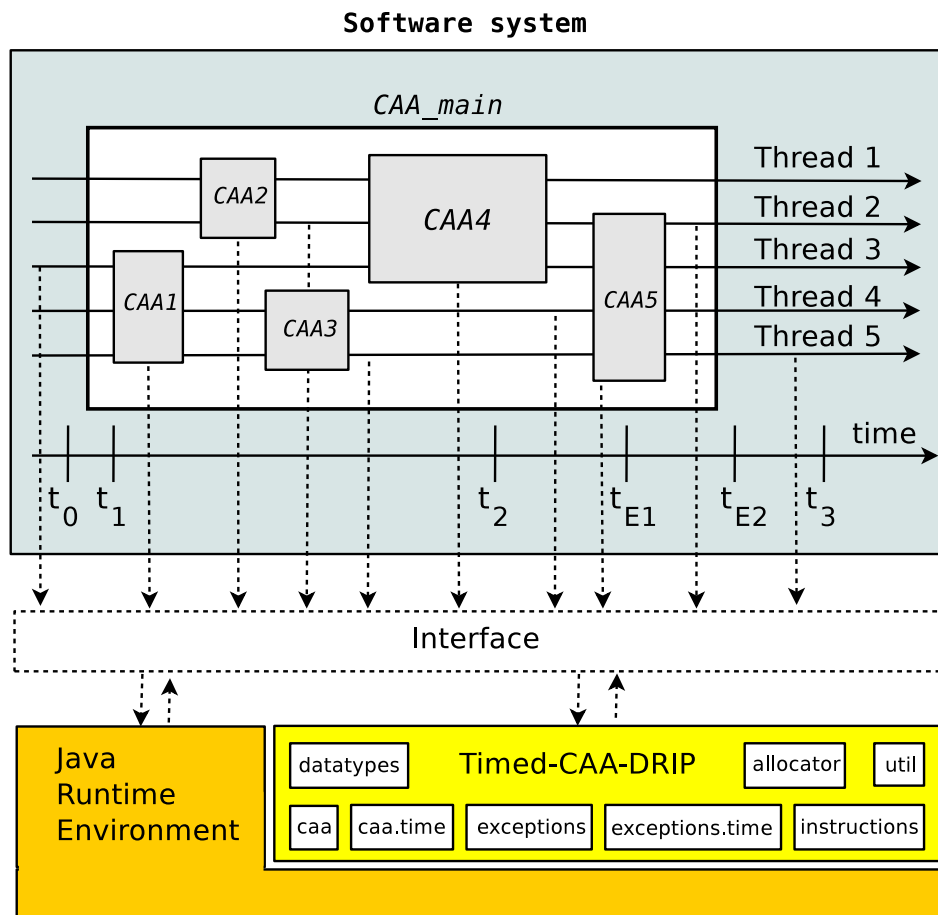 Software system
CAA_main
Thread 1
CAA2
Thread 2
CAA4
Thread 3
CAA1
CAA5
Thread 4
CAA3
Thread 5
time
t0
t1
t2
tE1
tE2
t3
Interface
Java
Runtime
Environment
datatypes
Timed-CAA-DRIP
allocator
util
caa
caa.time
exceptions
exceptions.time
instructions